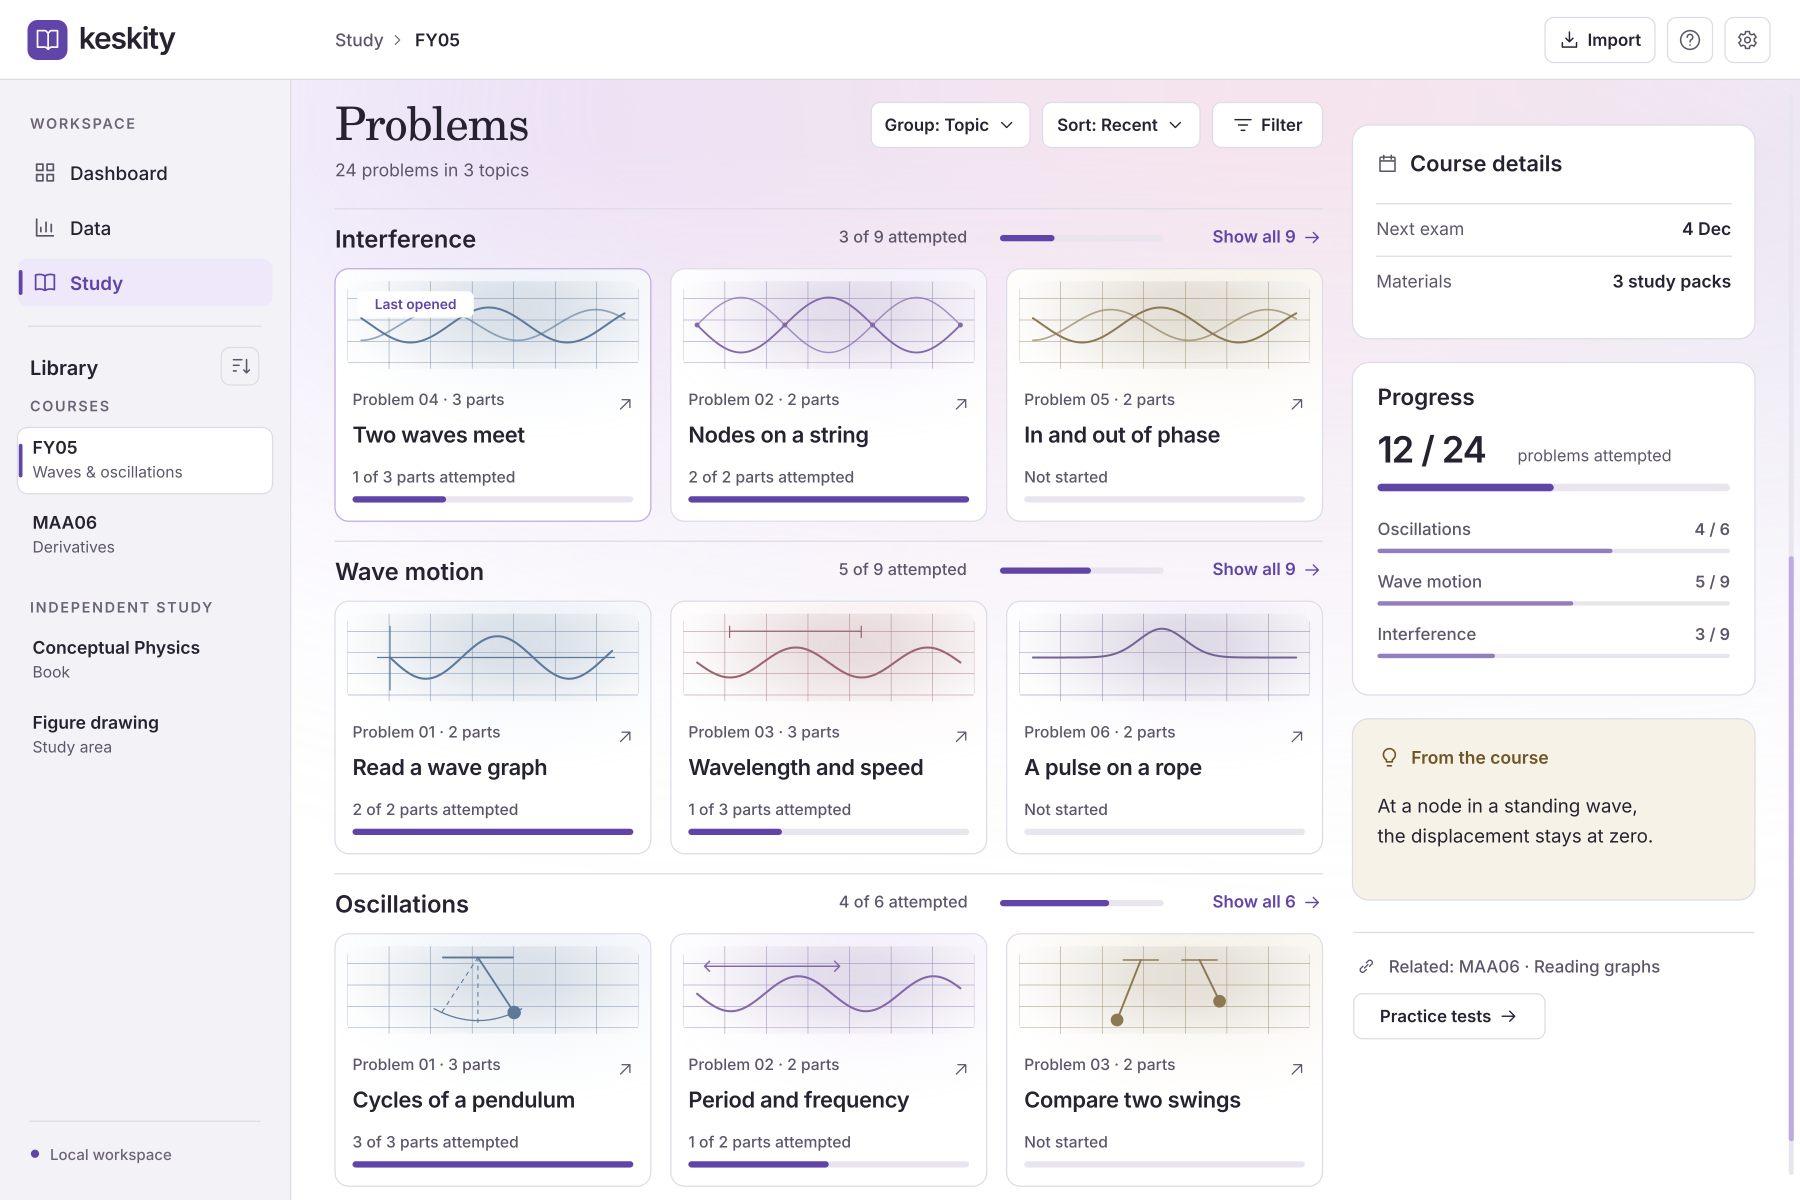 keskity
Study > FY05
Import
WORKSPACE
Dashboard
Data
Study
Library
COURSES
FY05
Waves & oscillations
MAA06
Derivatives
INDEPENDENT STUDY
Conceptual Physics
Book
Figure drawing
Study area
Local workspace
Problems
24 problems in 3 topics
Group: Topic
Sort: Recent
Filter
Interference
3 of 9 attempted
Show all 9 →
Last opened
Problem 04 · 3 parts
Two waves meet
1 of 3 parts attempted
Problem 02 · 2 parts
Nodes on a string
2 of 2 parts attempted
Problem 05 · 2 parts
In and out of phase
Not started
Wave motion
5 of 9 attempted
Show all 9 →
Problem 01 · 2 parts
Read a wave graph
2 of 2 parts attempted
Problem 03 · 3 parts
Wavelength and speed
1 of 3 parts attempted
Problem 06 · 2 parts
A pulse on a rope
Not started
Oscillations
4 of 6 attempted
Show all 6 →
Problem 01 · 3 parts
Cycles of a pendulum
3 of 3 parts attempted
Problem 02 · 2 parts
Period and frequency
1 of 2 parts attempted
Problem 03 · 2 parts
Compare two swings
Not started
Course details
Next exam
4 Dec
Materials
3 study packs
Progress
12 / 24 problems attempted
Oscillations
4 / 6
Wave motion
5 / 9
Interference
3 / 9
From the course
At a node in a standing wave,
the displacement stays at zero.
Related: MAA06 · Reading graphs
Practice tests →